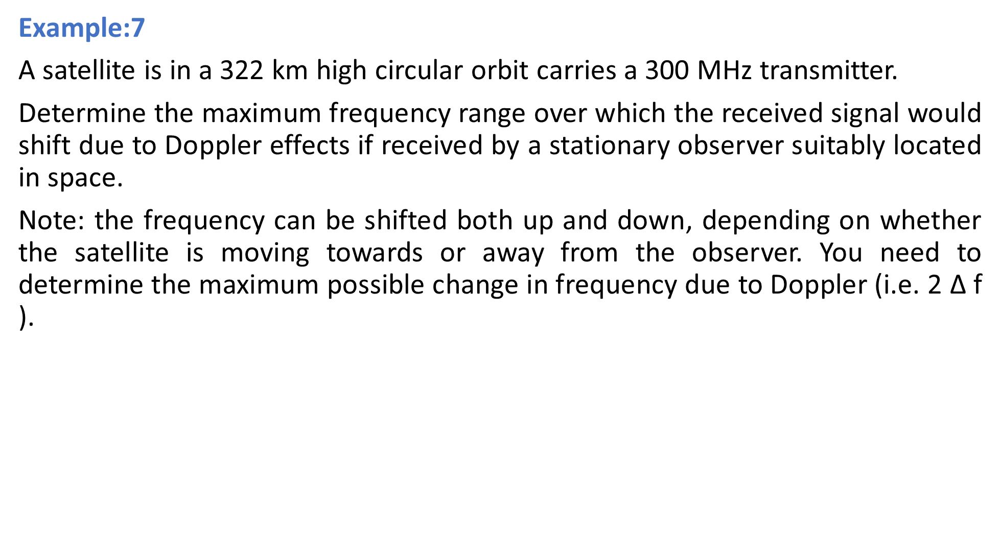 Example:7
A satellite is in a 322 km high circular orbit carries a 300 MHz transmitter.
Determine the maximum frequency range over which the received signal would
shift due to Doppler effects if received by a stationary observer suitably located
in space.
Note: the frequency can be shifted both up and down, depending on whether
the satellite is moving towards or away from the observer. You need to
determine the maximum possible change in frequency due to Doppler (i.e. 2 Δ f
).